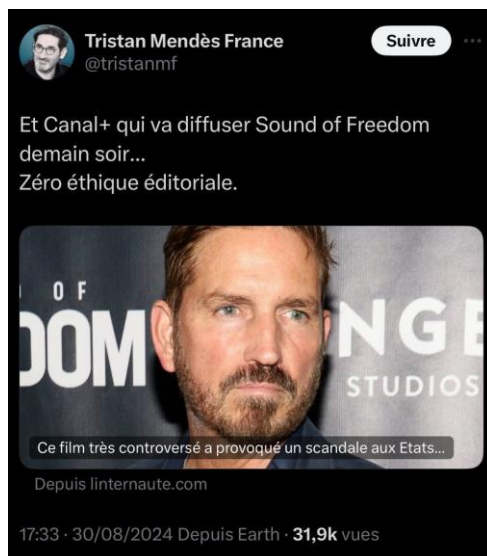 Tristan Mendès France
@tristanmf
Suivre
Et Canal+ qui va diffuser Sound of Freedom
demain soir...
Zéro éthique éditoriale.
OF
DOM
NGE
STUDIOS
Ce film très controversé a provoqué un scandale aux Etats...
Depuis linternaute.com
17:33 · 30/08/2024 Depuis Earth · 31,9k vues